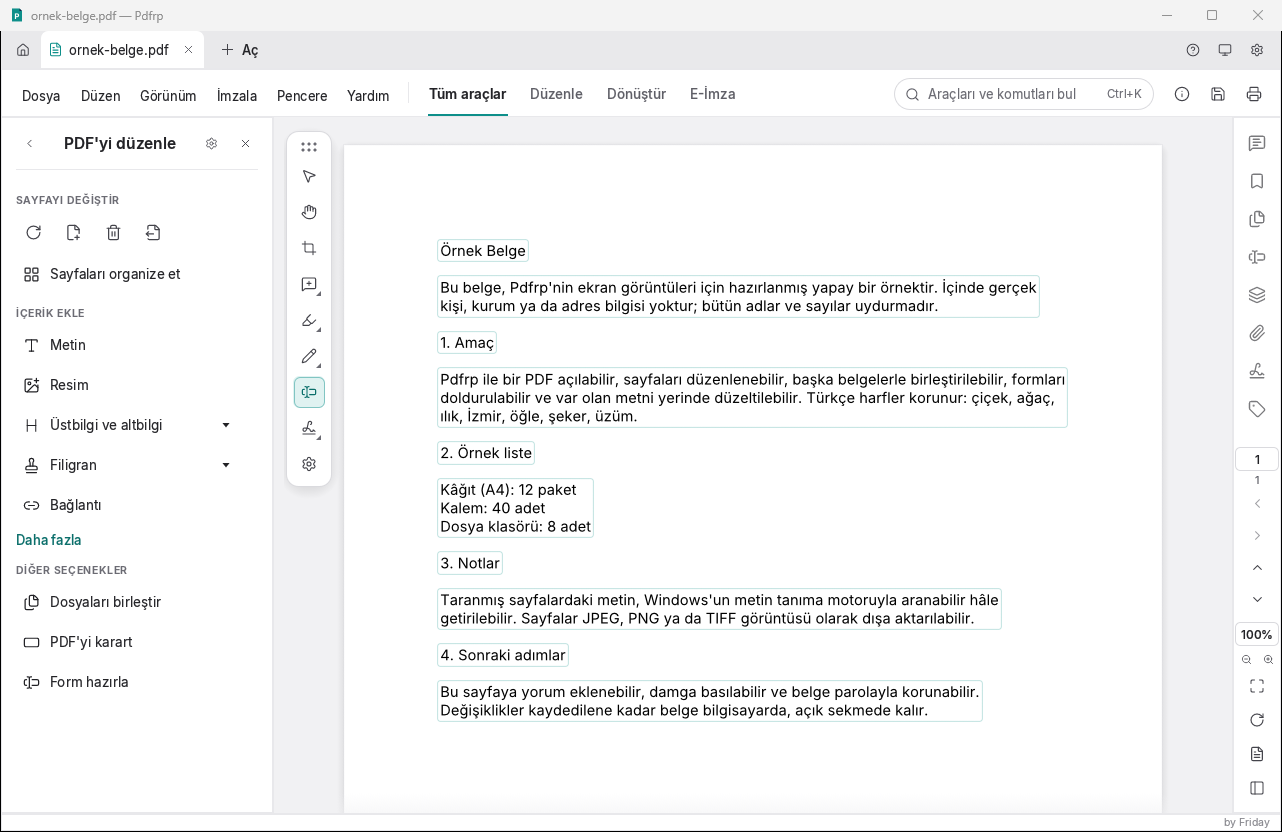 ornek-belge.pdf — Pdfrp
ornek-belge.pdf
Aç
Dosya Düzen Görünüm İmzala Pencere Yardım
Tüm araçlar Düzenle Dönüştür E-İmza
Araçları ve komutları bul Ctrl+K
PDF'yi düzenle
SAYFAYI DEĞİŞTİR
Sayfaları organize et
İÇERİK EKLE
Metin
Resim
Üstbilgi ve altbilgi
Filigran
Bağlantı
Daha fazla
DİĞER SEÇENEKLER
Dosyaları birleştir
PDF'yi karart
Form hazırla
Örnek Belge
Bu belge, Pdfrp'nin ekran görüntüleri için hazırlanmış yapay bir örnektir. İçinde gerçek
kişi, kurum ya da adres bilgisi yoktur; bütün adlar ve sayılar uydurmadır.
1. Amaç
Pdfrp ile bir PDF açılabilir, sayfaları düzenlenebilir, başka belgelerle birleştirilebilir, formları
doldurulabilir ve var olan metni yerinde düzeltilebilir. Türkçe harfler korunur: çiçek, ağaç,
ılık, İzmir, öğle, şeker, üzüm.
2. Örnek liste
Kâğıt (A4): 12 paket
Kalem: 40 adet
Dosya klasörü: 8 adet
3. Notlar
Taranmış sayfalardaki metin, Windows'un metin tanıma motoruyla aranabilir hâle
getirilebilir. Sayfalar JPEG, PNG ya da TIFF görüntüsü olarak dışa aktarılabilir.
4. Sonraki adımlar
Bu sayfaya yorum eklenebilir, damga basılabilir ve belge parolayla korunabilir.
Değişiklikler kaydedilene kadar belge bilgisayarda, açık sekmede kalır.
1
1
100%
by Friday